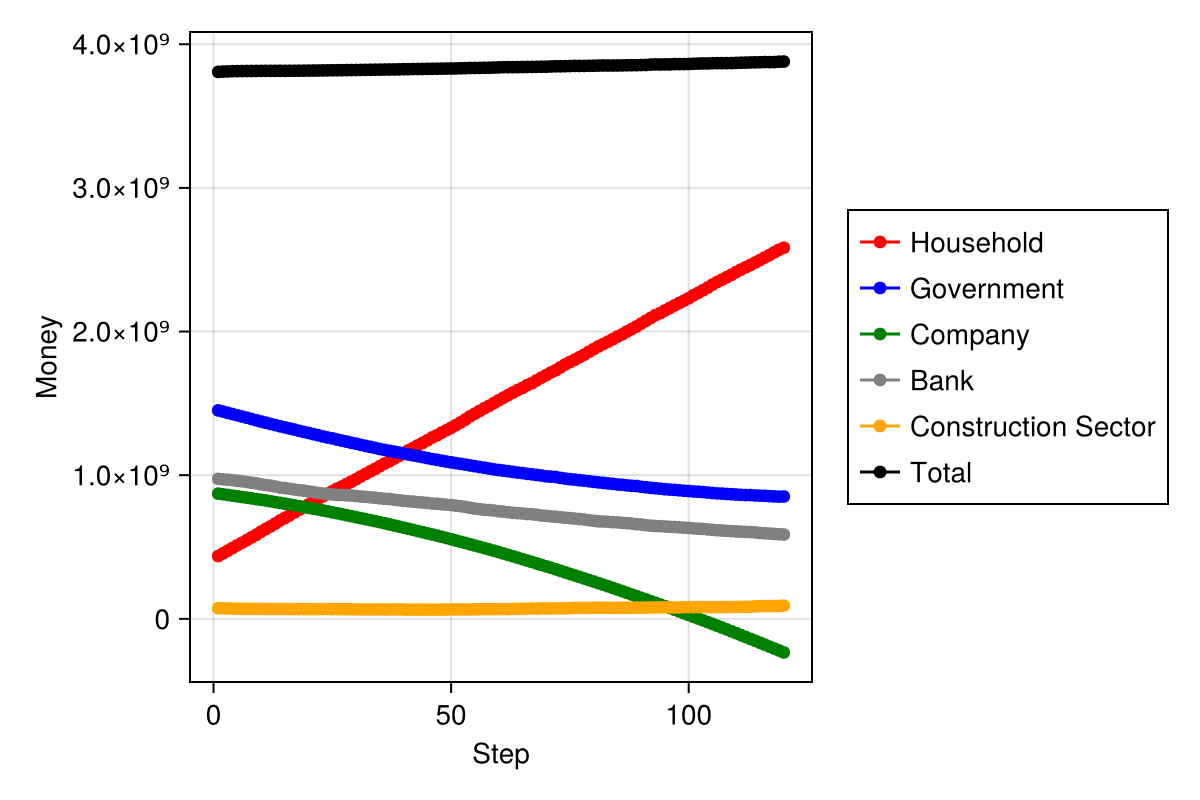 4.0×10⁹
3.0×10⁹
2.0×10⁹
1.0×10⁹
0
Money
0 50 100
Step
Household
Government
Company
Bank
Construction Sector
Total